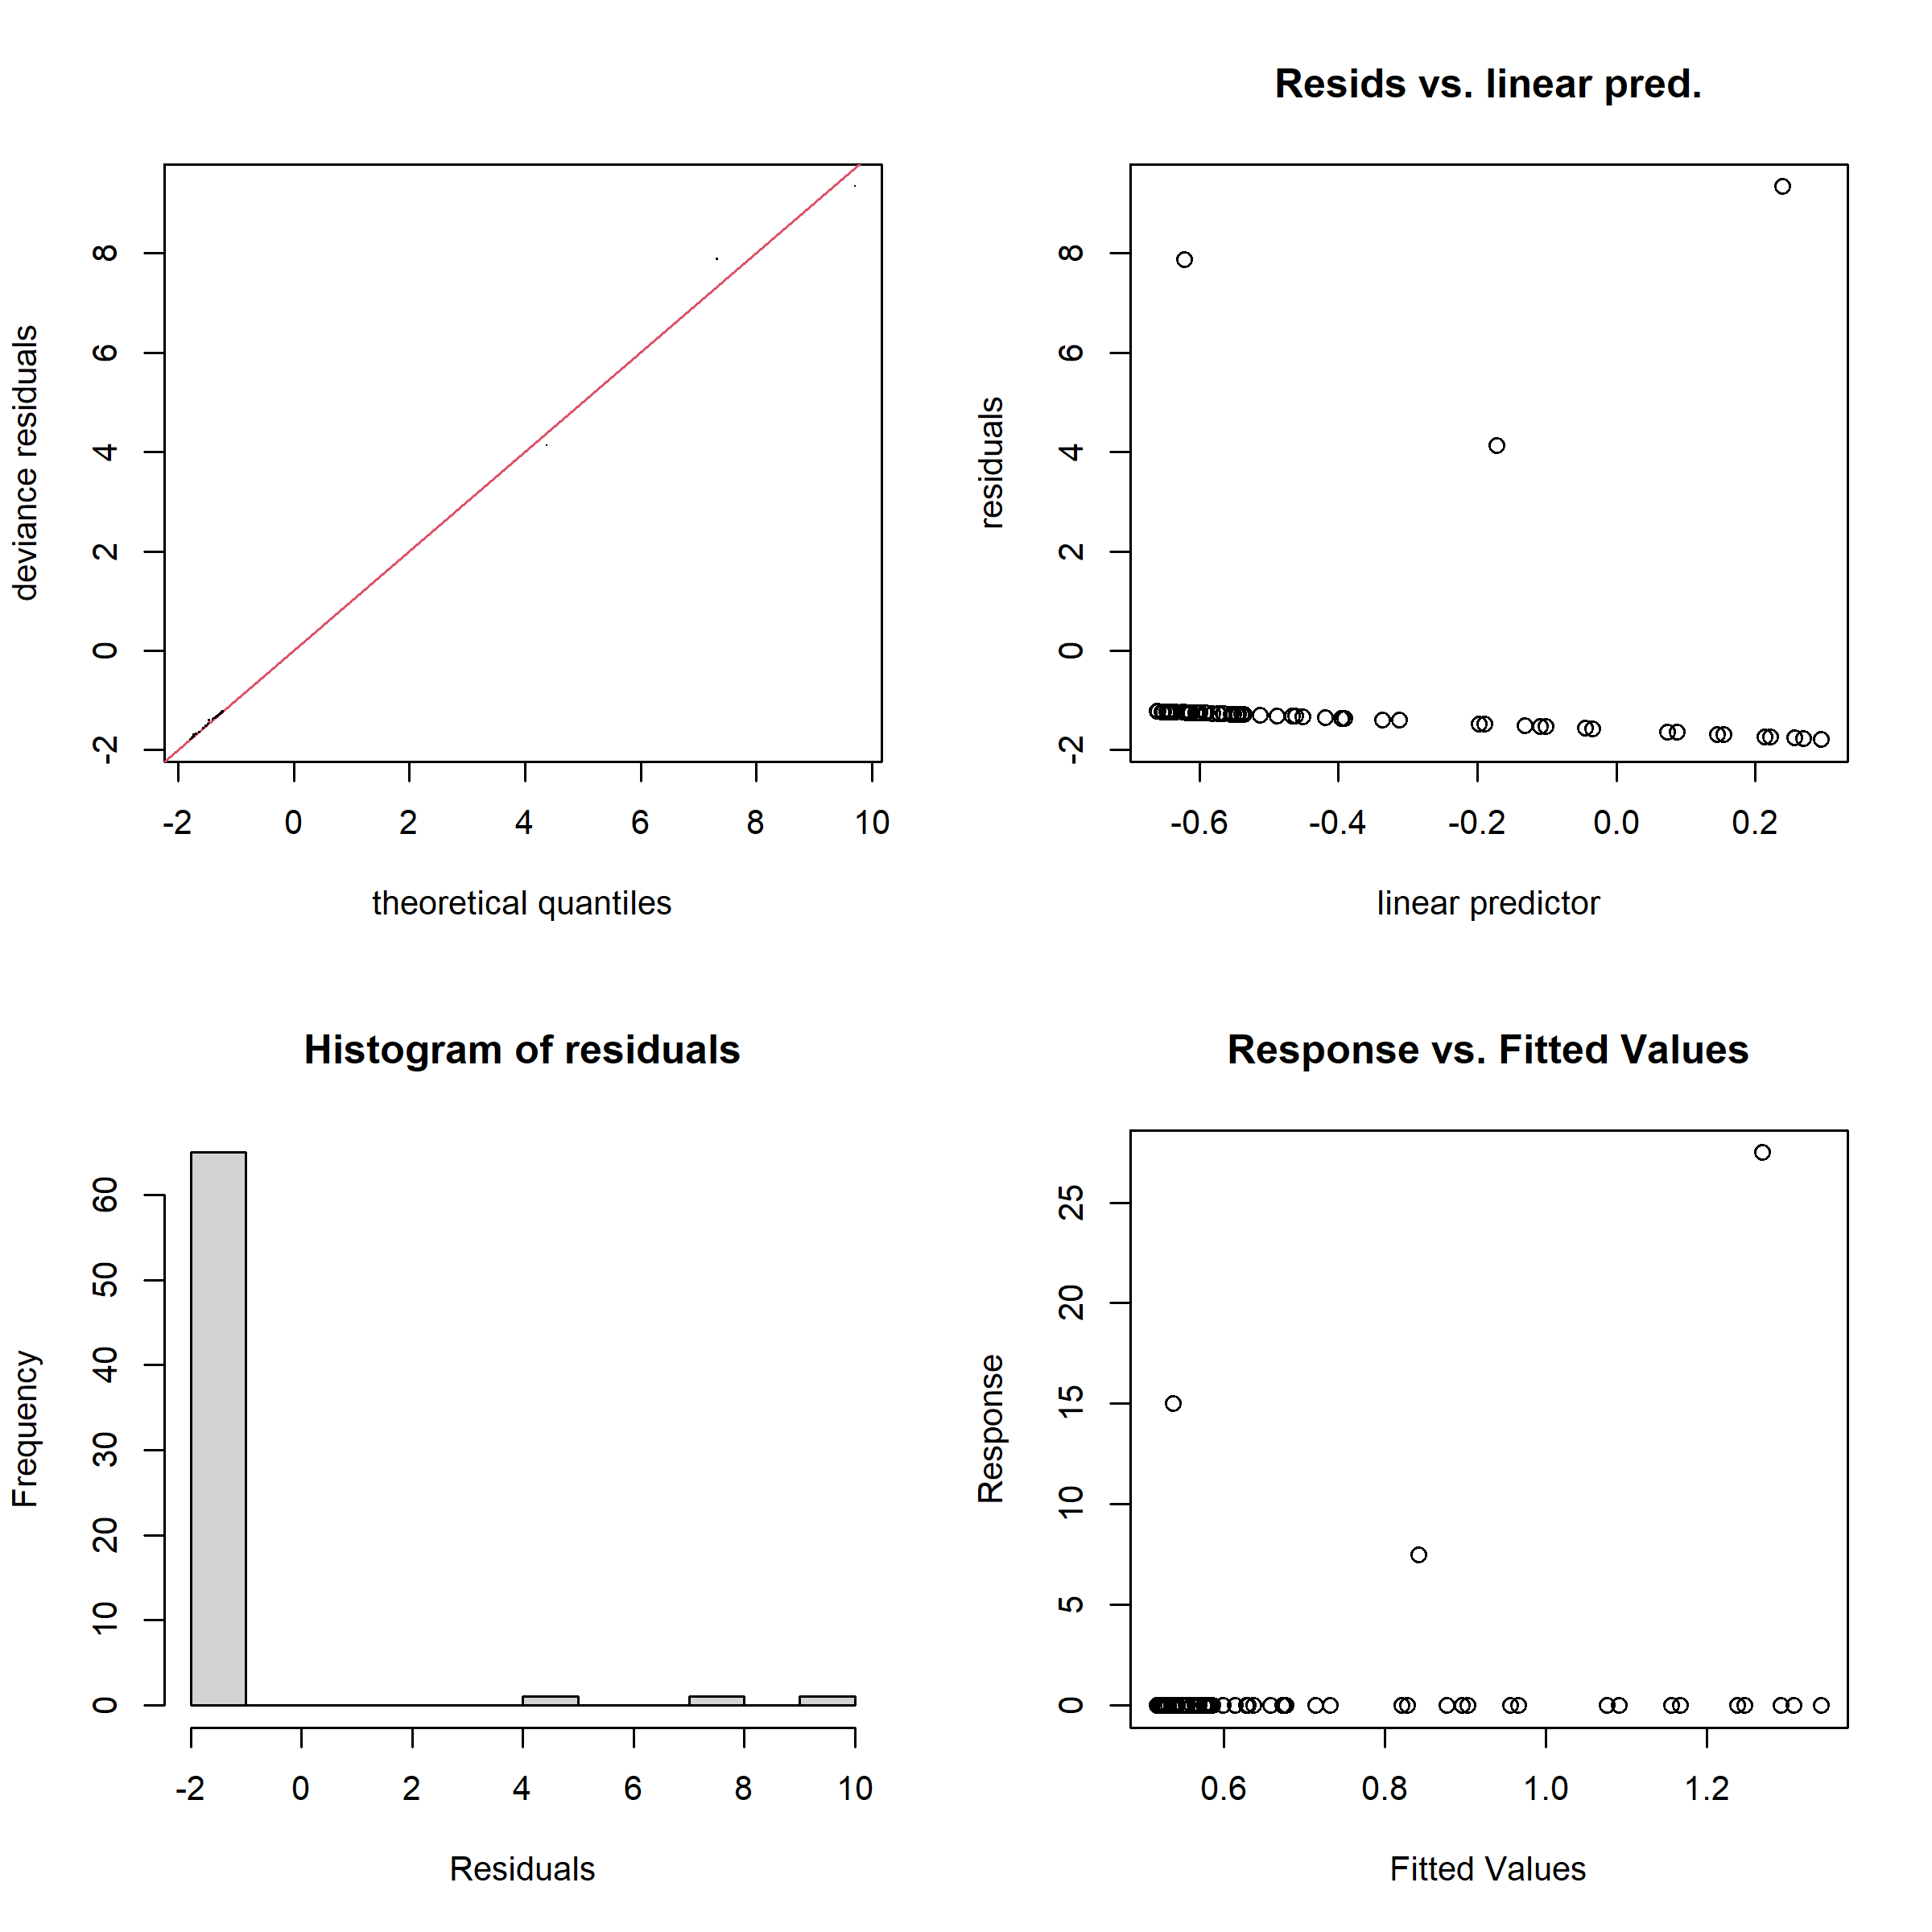 deviance residuals
8
6
4
2
0
-2
-2 0 2 4 6 8 10
theoretical quantiles
Resids vs. linear pred.
residuals
8
6
4
2
0
-2
-0.6 -0.4 -0.2 0.0 0.2
linear predictor
Histogram of residuals
Frequency
60
50
40
30
20
10
0
-2 0 2 4 6 8 10
Residuals
Response vs. Fitted Values
Response
25
20
15
10
5
0
0.6 0.8 1.0 1.2
Fitted Values